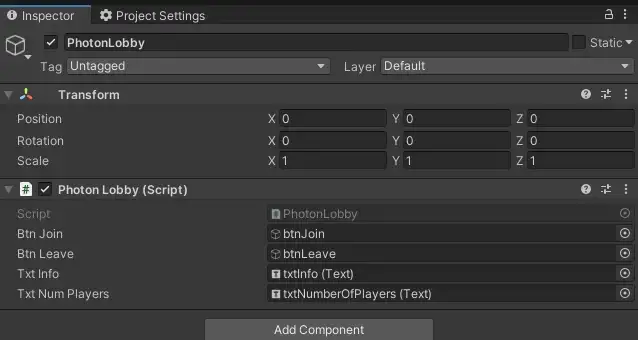 Inspector Project Settings
PhotonLobby Static
Tag Untagged Layer Default
Transform
Position X 0 Y 0 Z 0
Rotation X 0 Y 0 Z 0
Scale X 1 Y 1 Z 1
# Photon Lobby (Script)
Script PhotonLobby
Btn Join btnJoin
Btn Leave btnLeave
Txt Info txtInfo (Text)
Txt Num Players txtNumberOfPlayers (Text)
Add Component